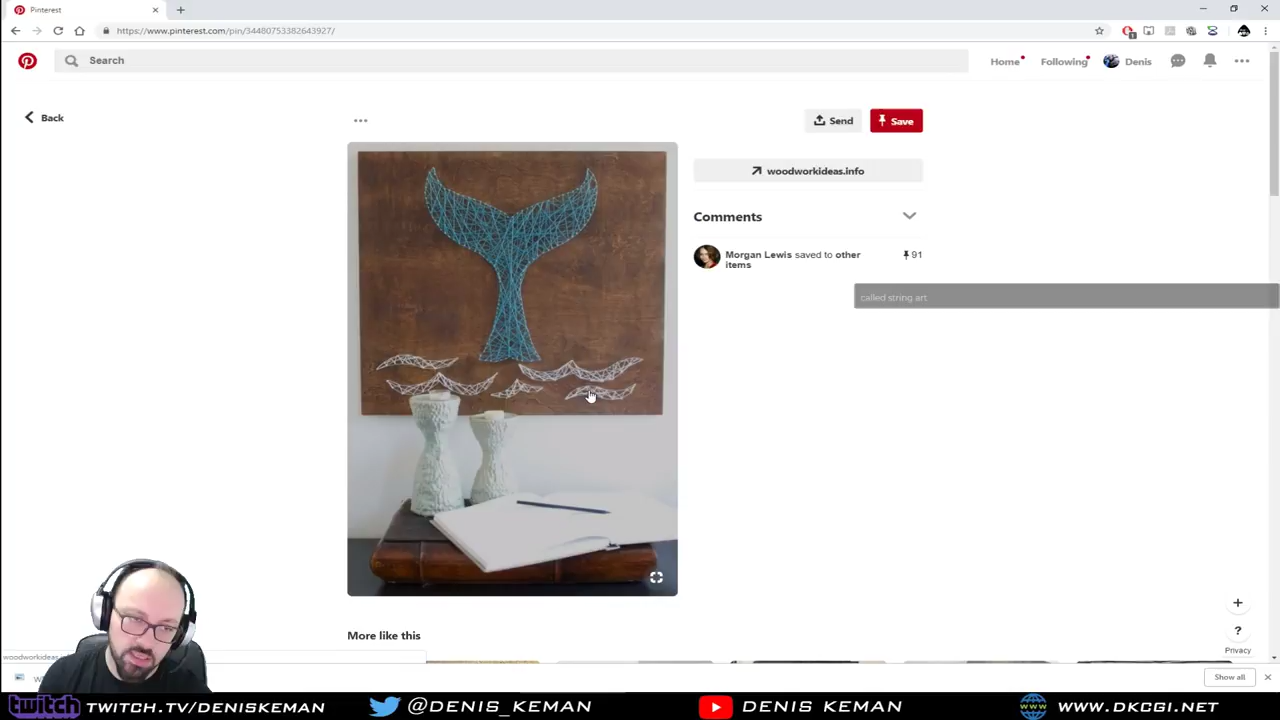 Pinterest
https://www.pinterest.com/pin/34480753382643927/
Search
Home
Following
Denis
Back
Send
Save
woodworkideas.info
Comments
Morgan Lewis saved to other
items
91
called string art
More like this
?
Privacy
Show all
twitch TWITCH.TV/DENISKEMAN
@DENIS_KEMAN
DENIS KEMAN
WWW.DKCGI.NET